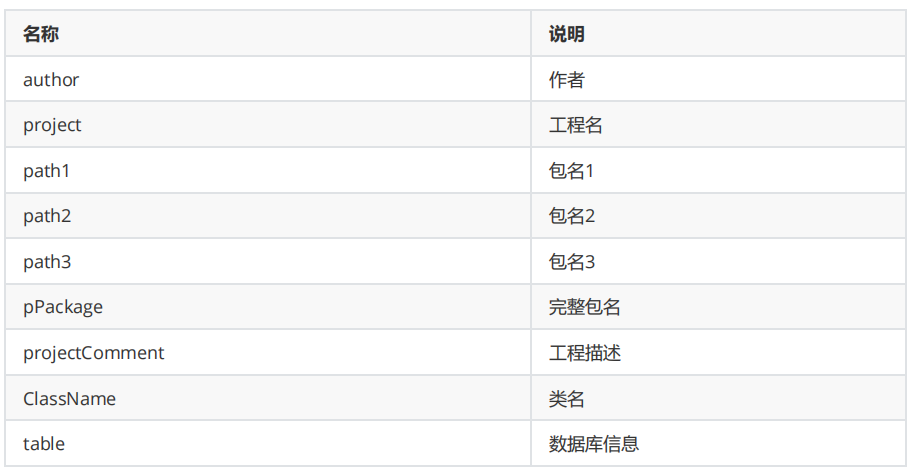 名称 说明
author 作者
project 工程名
path1 包名1
path2 包名2
path3 包名3
pPackage 完整包名
projectComment 工程描述
ClassName 类名
table 数据库信息